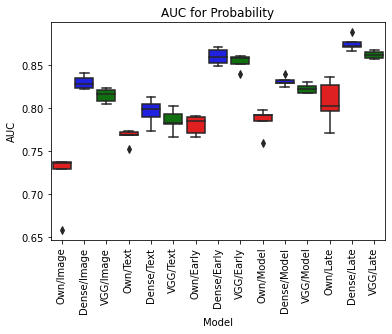 AUC for Probability
AUC
0.85
0.80
0.75
0.70
0.65
Own/Image
Dense/Image
VGG/Image
Own/Text
Dense/Text
VGG/Text
Own/Early
Dense/Early
VGG/Early
Own/Model
Dense/Model
VGG/Model
Own/Late
Dense/Late
VGG/Late
Model